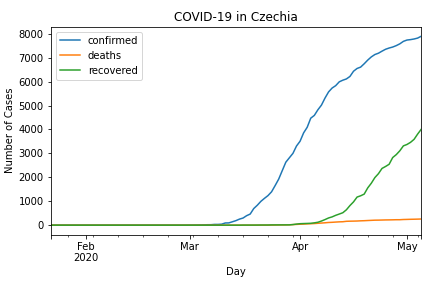 COVID-19 in Czechia
confirmed
deaths
recovered
8000
7000
6000
5000
4000
3000
2000
1000
0
Number of Cases
Feb
2020
Mar
Apr
May
Day